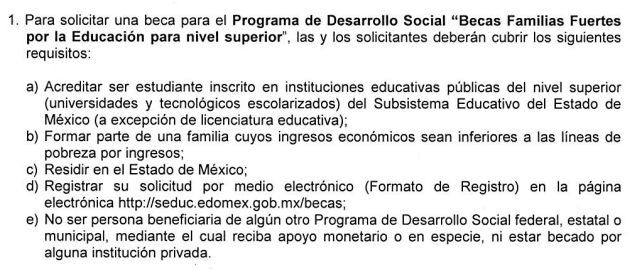 1. Para solicitar una beca para el Programa de Desarrollo Social “Becas Familias Fuertes
por la Educación para nivel superior”, las y los solicitantes deberán cubrir los siguientes
requisitos:
a) Acreditar ser estudiante inscrito en instituciones educativas públicas del nivel superior
(universidades y tecnológicos escolarizados) del Subsistema Educativo del Estado de
México (a excepción de licenciatura educativa);
b) Formar parte de una familia cuyos ingresos económicos sean inferiores a las líneas de
pobreza por ingresos;
c) Residir en el Estado de México;
d) Registrar su solicitud por medio electrónico (Formato de Registro) en la página
electrónica http://seduc.edomex.gob.mx/becas;
e) No ser persona beneficiaria de algún otro Programa de Desarrollo Social federal, estatal o
municipal, mediante el cual reciba apoyo monetario o en especie, ni estar becado por
alguna institución privada.